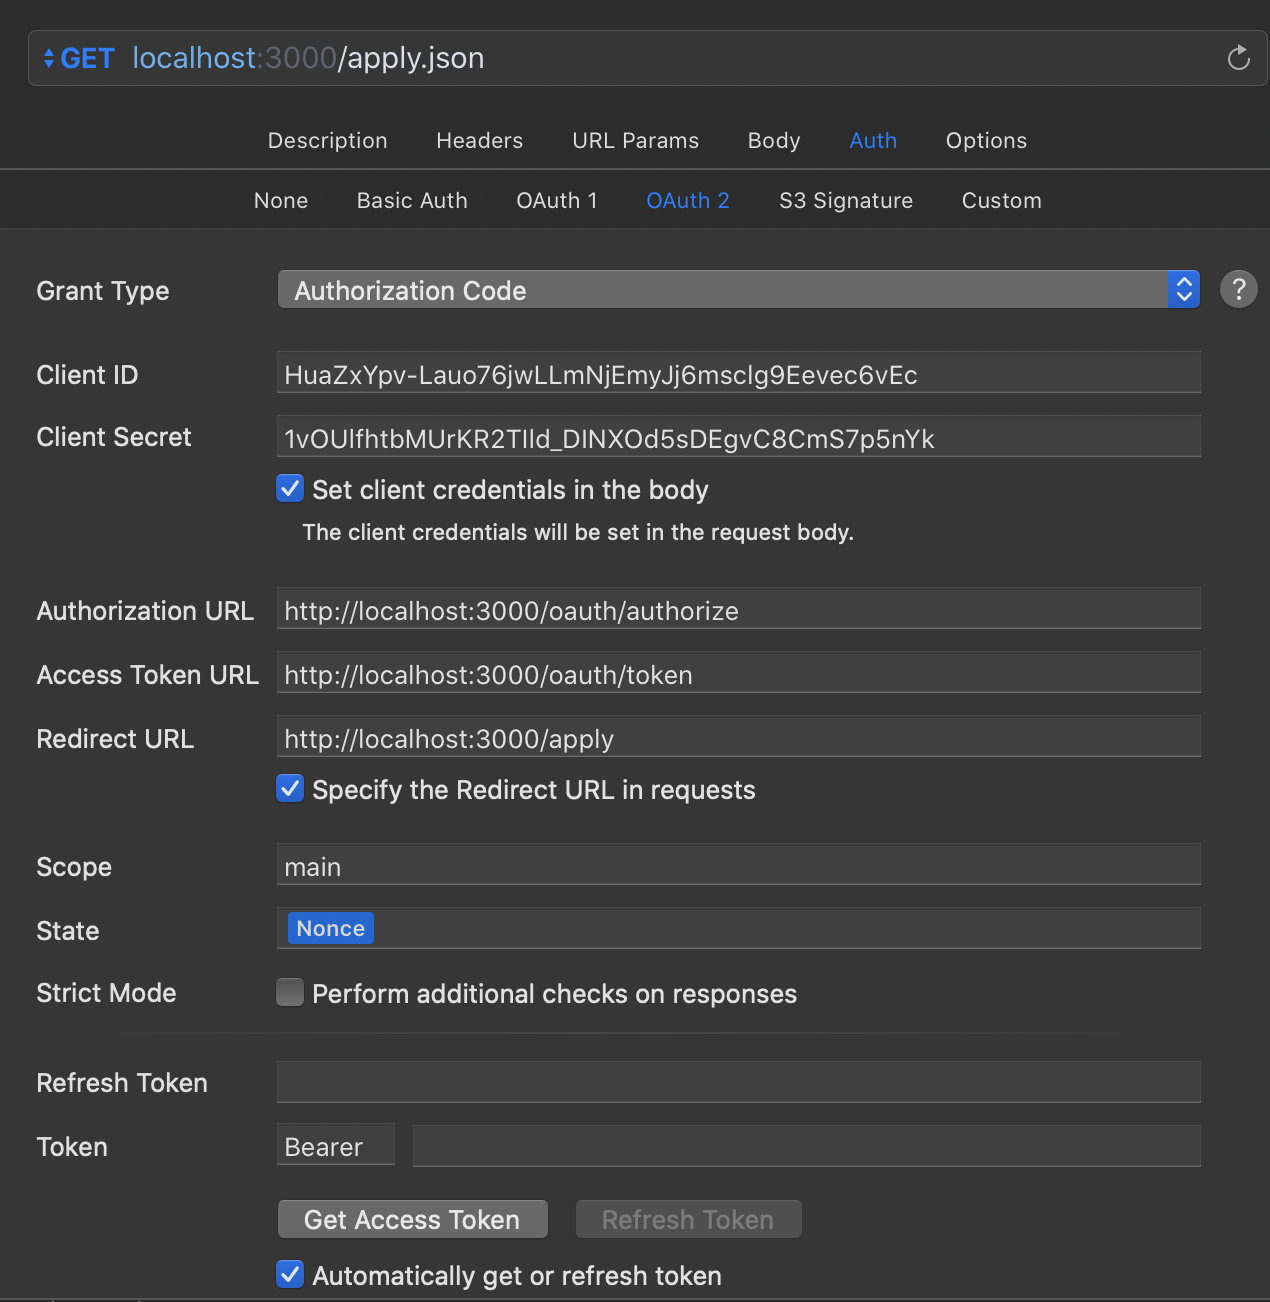 GET localhost:3000/apply.json
Description Headers URL Params Body Auth Options
None Basic Auth OAuth 1 OAuth 2 S3 Signature Custom
Grant Type Authorization Code ?
Client ID HuaZxYpv-Lauo76jwLLmNjEmyJj6msclg9Eevec6vEc
Client Secret 1vOUlfhtbMUrKR2TIld_DINXOd5sDEgvC8CmS7p5nYk
Set client credentials in the body
The client credentials will be set in the request body.
Authorization URL http://localhost:3000/oauth/authorize
Access Token URL http://localhost:3000/oauth/token
Redirect URL http://localhost:3000/apply
Specify the Redirect URL in requests
Scope main
State Nonce
Strict Mode Perform additional checks on responses
Refresh Token
Token Bearer
Get Access Token Refresh Token
Automatically get or refresh token